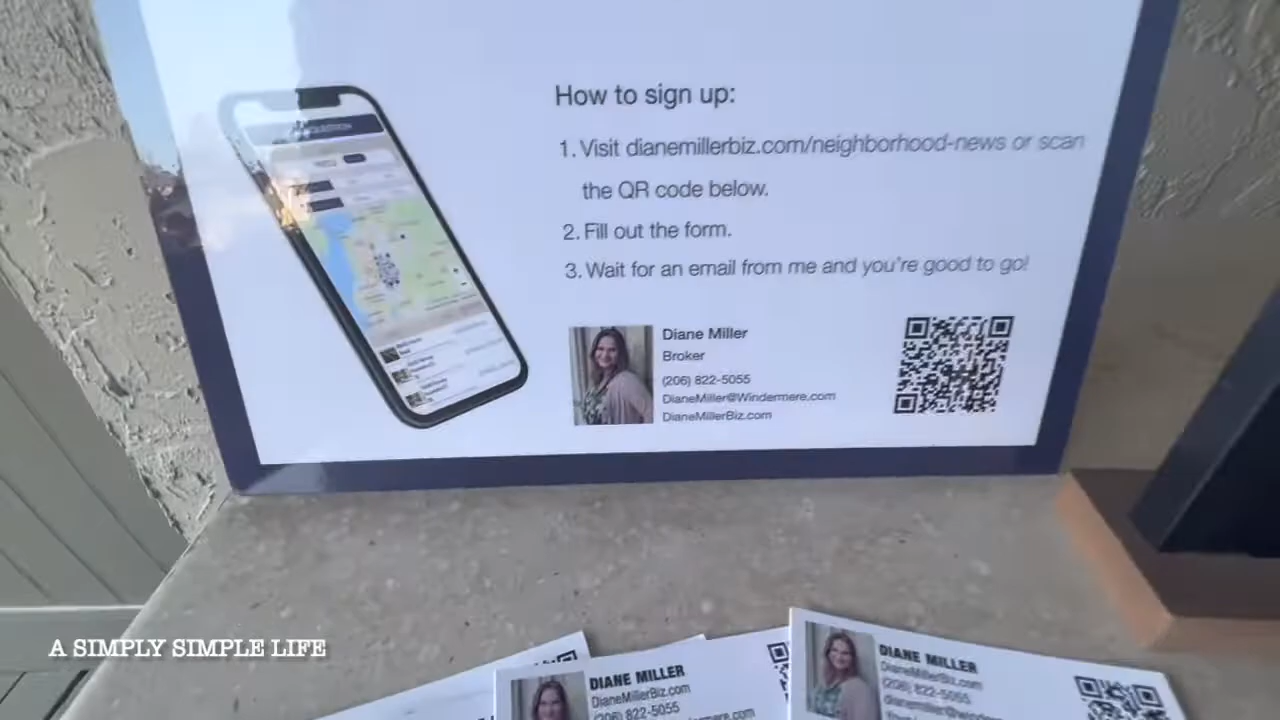 How to sign up:
1. Visit dianemillerbiz.com/neighborhood-news or scan
the QR code below.
2. Fill out the form.
3. Wait for an email from me and you're good to go!
Diane Miller
Broker
(206) 822-5055
DianeMiller@Windermere.com
DianeMillerBiz.com
A SIMPLY SIMPLE LIFE
DIANE MILLER
DianeMillerBiz.com
(206) 822-5055
DIANE MILLER
DianeMillerBiz.com
(206) 822-5055